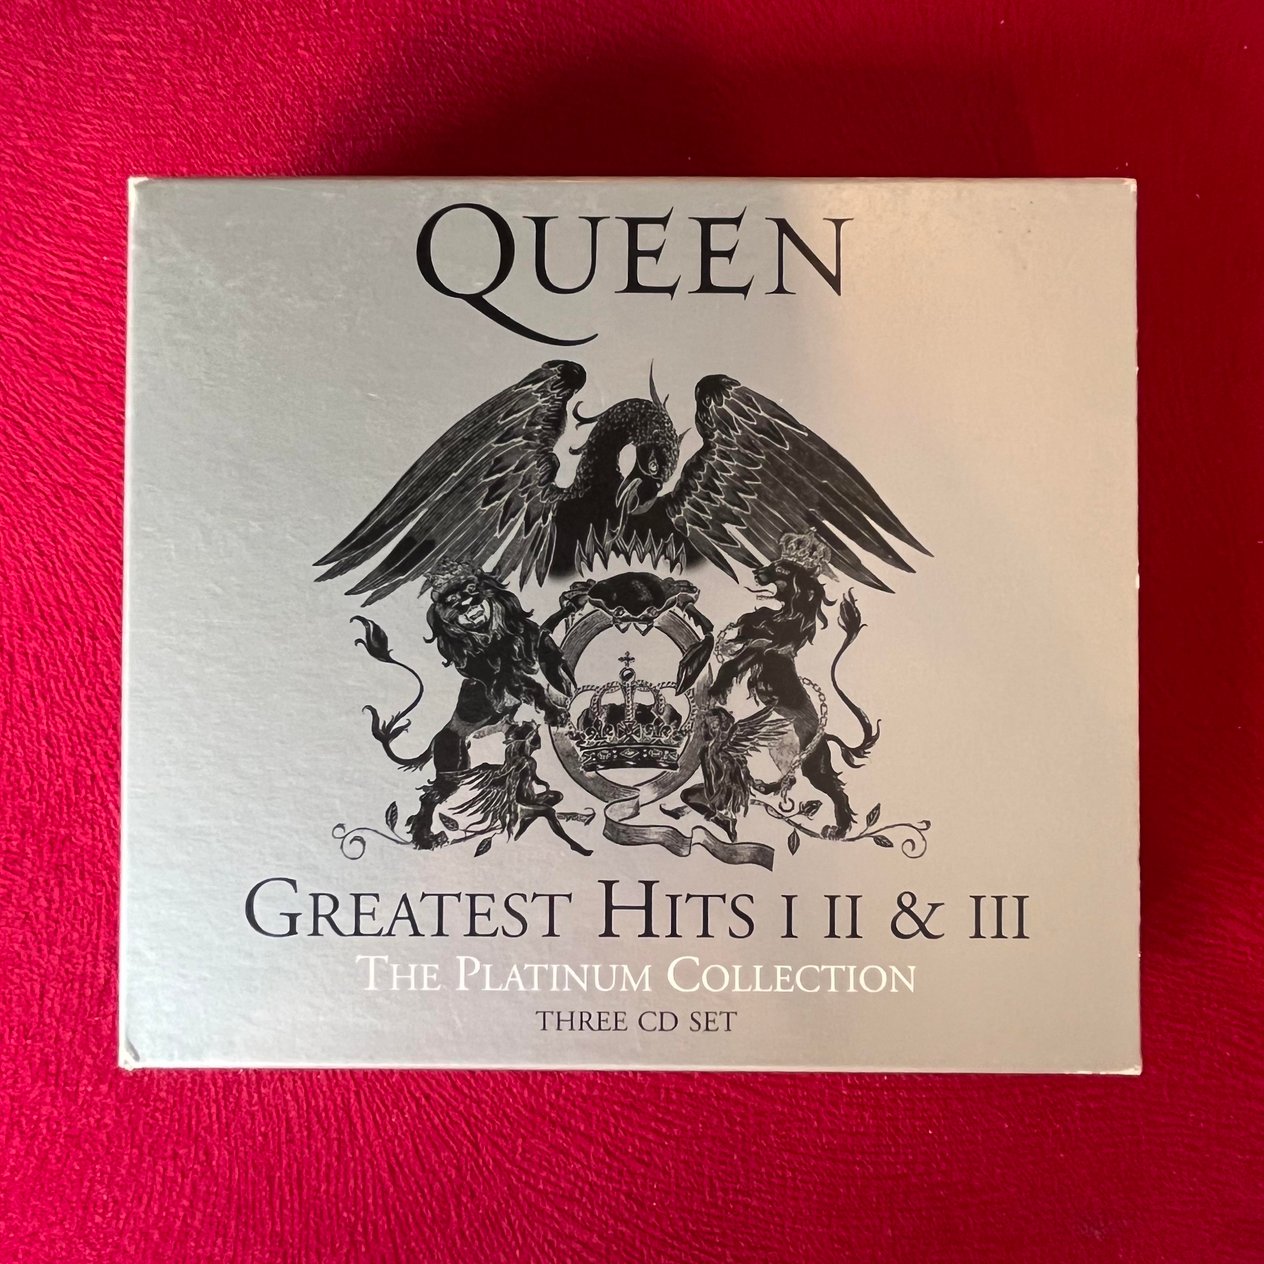 QUEEN
GREATEST HITS I II & III
THE PLATINUM COLLECTION
THREE CD SET